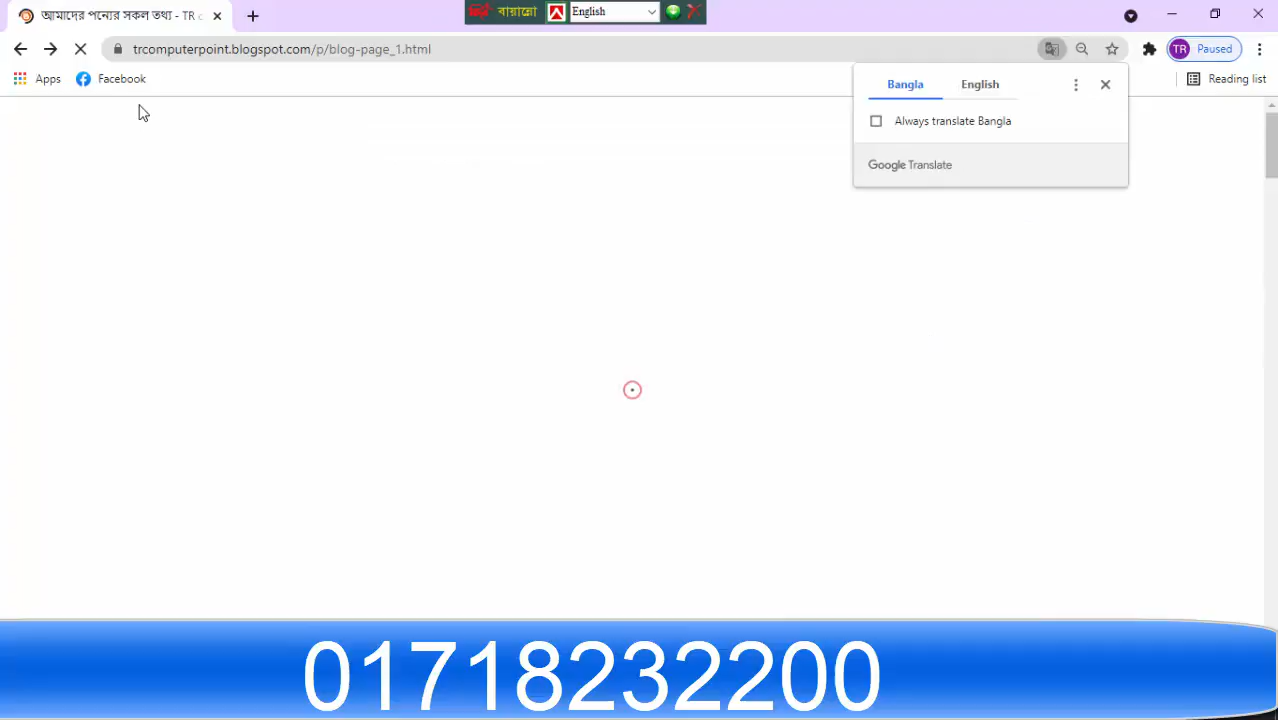 আমাদের পন্যের সকল তথ্য - TR c
বায়ান্নো
English
trcomputerpoint.blogspot.com/p/blog-page_1.html
TR Paused
Apps
Facebook
Reading list
Bangla English
Always translate Bangla
Google Translate
01718232200